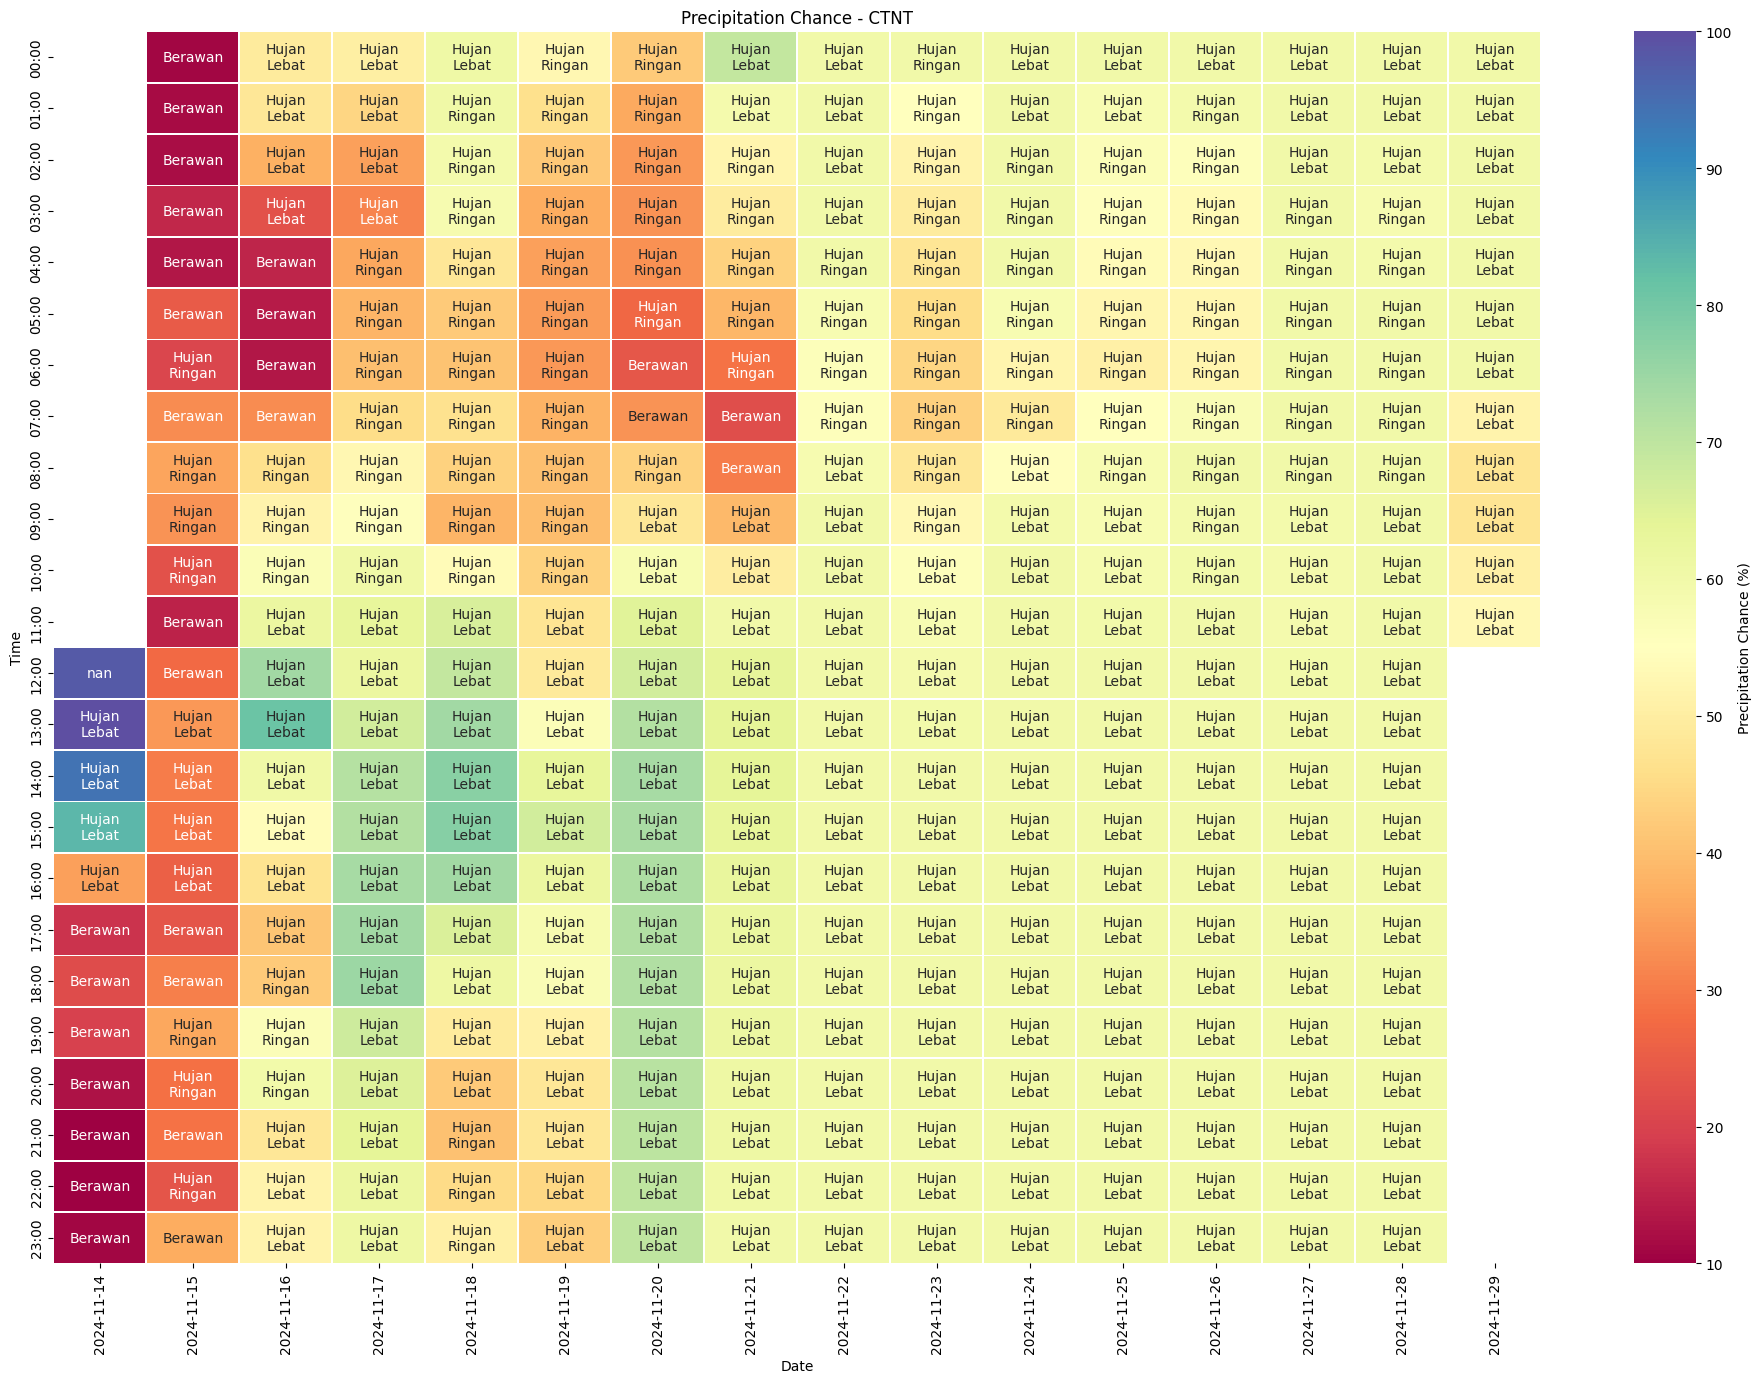 Precipitation Chance - CTNT
00:00 Berawan Hujan Lebat Hujan Lebat Hujan Lebat Hujan Ringan Hujan Ringan Hujan Lebat Hujan Lebat Hujan Ringan Hujan Lebat Hujan Lebat Hujan Lebat Hujan Lebat Hujan Lebat Hujan Lebat
01:00 Berawan Hujan Lebat Hujan Lebat Hujan Ringan Hujan Ringan Hujan Ringan Hujan Lebat Hujan Lebat Hujan Ringan Hujan Lebat Hujan Lebat Hujan Ringan Hujan Lebat Hujan Lebat Hujan Lebat
02:00 Berawan Hujan Lebat Hujan Lebat Hujan Ringan Hujan Ringan Hujan Ringan Hujan Ringan Hujan Lebat Hujan Ringan Hujan Ringan Hujan Ringan Hujan Ringan Hujan Lebat Hujan Lebat Hujan Lebat
03:00 Berawan Hujan Lebat Hujan Lebat Hujan Ringan Hujan Ringan Hujan Ringan Hujan Ringan Hujan Lebat Hujan Ringan Hujan Ringan Hujan Ringan Hujan Ringan Hujan Ringan Hujan Ringan Hujan Lebat
04:00 Berawan Berawan Hujan Ringan Hujan Ringan Hujan Ringan Hujan Ringan Hujan Ringan Hujan Ringan Hujan Ringan Hujan Ringan Hujan Ringan Hujan Ringan Hujan Ringan Hujan Ringan Hujan Lebat
05:00 Berawan Berawan Hujan Ringan Hujan Ringan Hujan Ringan Hujan Ringan Hujan Ringan Hujan Ringan Hujan Ringan Hujan Ringan Hujan Ringan Hujan Ringan Hujan Ringan Hujan Ringan Hujan Lebat
06:00 Hujan Ringan Berawan Hujan Ringan Hujan Ringan Hujan Ringan Berawan Hujan Ringan Hujan Ringan Hujan Ringan Hujan Ringan Hujan Ringan Hujan Ringan Hujan Ringan Hujan Ringan Hujan Lebat
07:00 Berawan Berawan Hujan Ringan Hujan Ringan Hujan Ringan Berawan Berawan Hujan Ringan Hujan Ringan Hujan Ringan Hujan Ringan Hujan Ringan Hujan Ringan Hujan Ringan Hujan Lebat
08:00 Hujan Ringan Hujan Ringan Hujan Ringan Hujan Ringan Hujan Ringan Hujan Ringan Berawan Hujan Lebat Hujan Ringan Hujan Lebat Hujan Ringan Hujan Ringan Hujan Ringan Hujan Ringan Hujan Lebat
09:00 Hujan Ringan Hujan Ringan Hujan Ringan Hujan Ringan Hujan Ringan Hujan Lebat Hujan Lebat Hujan Lebat Hujan Ringan Hujan Lebat Hujan Lebat Hujan Ringan Hujan Lebat Hujan Lebat Hujan Lebat
10:00 Hujan Ringan Hujan Ringan Hujan Ringan Hujan Ringan Hujan Ringan Hujan Lebat Hujan Lebat Hujan Lebat Hujan Lebat Hujan Lebat Hujan Lebat Hujan Ringan Hujan Lebat Hujan Lebat Hujan Lebat
11:00 Berawan Hujan Lebat Hujan Lebat Hujan Lebat Hujan Lebat Hujan Lebat Hujan Lebat Hujan Lebat Hujan Lebat Hujan Lebat Hujan Lebat Hujan Lebat Hujan Lebat Hujan Lebat Hujan Lebat
12:00 nan Berawan Hujan Lebat Hujan Lebat Hujan Lebat Hujan Lebat Hujan Lebat Hujan Lebat Hujan Lebat Hujan Lebat Hujan Lebat Hujan Lebat Hujan Lebat Hujan Lebat Hujan Lebat
13:00 Hujan Lebat Hujan Lebat Hujan Lebat Hujan Lebat Hujan Lebat Hujan Lebat Hujan Lebat Hujan Lebat Hujan Lebat Hujan Lebat Hujan Lebat Hujan Lebat Hujan Lebat Hujan Lebat Hujan Lebat
14:00 Hujan Lebat Hujan Lebat Hujan Lebat Hujan Lebat Hujan Lebat Hujan Lebat Hujan Lebat Hujan Lebat Hujan Lebat Hujan Lebat Hujan Lebat Hujan Lebat Hujan Lebat Hujan Lebat Hujan Lebat
15:00 Hujan Lebat Hujan Lebat Hujan Lebat Hujan Lebat Hujan Lebat Hujan Lebat Hujan Lebat Hujan Lebat Hujan Lebat Hujan Lebat Hujan Lebat Hujan Lebat Hujan Lebat Hujan Lebat Hujan Lebat
16:00 Hujan Lebat Hujan Lebat Hujan Lebat Hujan Lebat Hujan Lebat Hujan Lebat Hujan Lebat Hujan Lebat Hujan Lebat Hujan Lebat Hujan Lebat Hujan Lebat Hujan Lebat Hujan Lebat Hujan Lebat
17:00 Berawan Berawan Hujan Lebat Hujan Lebat Hujan Lebat Hujan Lebat Hujan Lebat Hujan Lebat Hujan Lebat Hujan Lebat Hujan Lebat Hujan Lebat Hujan Lebat Hujan Lebat Hujan Lebat
18:00 Berawan Berawan Hujan Ringan Hujan Lebat Hujan Lebat Hujan Lebat Hujan Lebat Hujan Lebat Hujan Lebat Hujan Lebat Hujan Lebat Hujan Lebat Hujan Lebat Hujan Lebat Hujan Lebat
19:00 Berawan Hujan Ringan Hujan Ringan Hujan Lebat Hujan Lebat Hujan Lebat Hujan Lebat Hujan Lebat Hujan Lebat Hujan Lebat Hujan Lebat Hujan Lebat Hujan Lebat Hujan Lebat Hujan Lebat
20:00 Berawan Hujan Ringan Hujan Ringan Hujan Lebat Hujan Lebat Hujan Lebat Hujan Lebat Hujan Lebat Hujan Lebat Hujan Lebat Hujan Lebat Hujan Lebat Hujan Lebat Hujan Lebat Hujan Lebat
21:00 Berawan Berawan Hujan Lebat Hujan Lebat Hujan Ringan Hujan Lebat Hujan Lebat Hujan Lebat Hujan Lebat Hujan Lebat Hujan Lebat Hujan Lebat Hujan Lebat Hujan Lebat Hujan Lebat
22:00 Berawan Hujan Ringan Hujan Lebat Hujan Lebat Hujan Ringan Hujan Lebat Hujan Lebat Hujan Lebat Hujan Lebat Hujan Lebat Hujan Lebat Hujan Lebat Hujan Lebat Hujan Lebat Hujan Lebat
23:00 Berawan Berawan Hujan Lebat Hujan Lebat Hujan Ringan Hujan Lebat Hujan Lebat Hujan Lebat Hujan Lebat Hujan Lebat Hujan Lebat Hujan Lebat Hujan Lebat Hujan Lebat Hujan Lebat
Time
2024-11-14 2024-11-15 2024-11-16 2024-11-17 2024-11-18 2024-11-19 2024-11-20 2024-11-21 2024-11-22 2024-11-23 2024-11-24 2024-11-25 2024-11-26 2024-11-27 2024-11-28 2024-11-29
Date
100
90
80
70
60
50
40
30
20
10
Precipitation Chance (%)